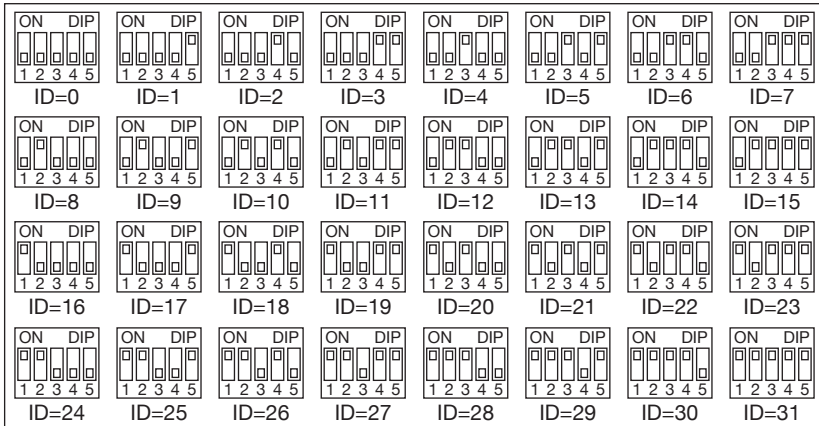 ON DIP ON DIP ON DIP ON DIP ON DIP ON DIP ON DIP ON DIP
1 2 3 4 5 1 2 3 4 5 1 2 3 4 5 1 2 3 4 5 1 2 3 4 5 1 2 3 4 5 1 2 3 4 5 1 2 3 4 5
ID=0 ID=1 ID=2 ID=3 ID=4 ID=5 ID=6 ID=7
ON DIP ON DIP ON DIP ON DIP ON DIP ON DIP ON DIP ON DIP
1 2 3 4 5 1 2 3 4 5 1 2 3 4 5 1 2 3 4 5 1 2 3 4 5 1 2 3 4 5 1 2 3 4 5 1 2 3 4 5
ID=8 ID=9 ID=10 ID=11 ID=12 ID=13 ID=14 ID=15
ON DIP ON DIP ON DIP ON DIP ON DIP ON DIP ON DIP ON DIP
1 2 3 4 5 1 2 3 4 5 1 2 3 4 5 1 2 3 4 5 1 2 3 4 5 1 2 3 4 5 1 2 3 4 5 1 2 3 4 5
ID=16 ID=17 ID=18 ID=19 ID=20 ID=21 ID=22 ID=23
ON DIP ON DIP ON DIP ON DIP ON DIP ON DIP ON DIP ON DIP
1 2 3 4 5 1 2 3 4 5 1 2 3 4 5 1 2 3 4 5 1 2 3 4 5 1 2 3 4 5 1 2 3 4 5 1 2 3 4 5
ID=24 ID=25 ID=26 ID=27 ID=28 ID=29 ID=30 ID=31